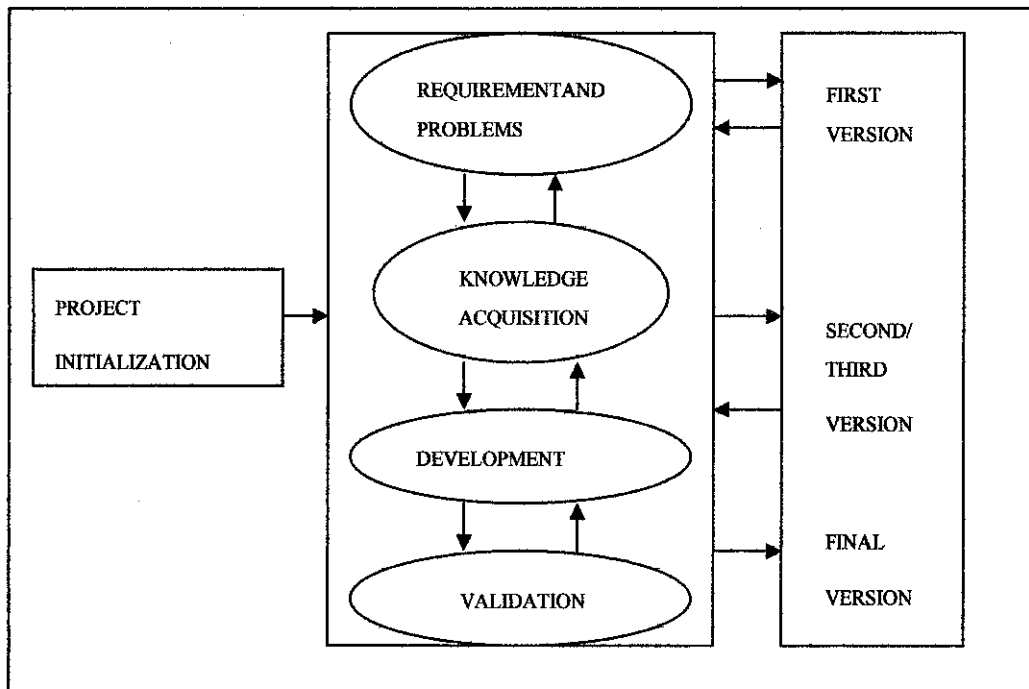 REQUIREMENTAND
PROBLEMS
FIRST
VERSION
KNOWLEDGE
ACQUISITION
PROJECT
INITIALIZATION
SECOND/
THIRD
VERSION
DEVELOPMENT
FINAL
VERSION
VALIDATION